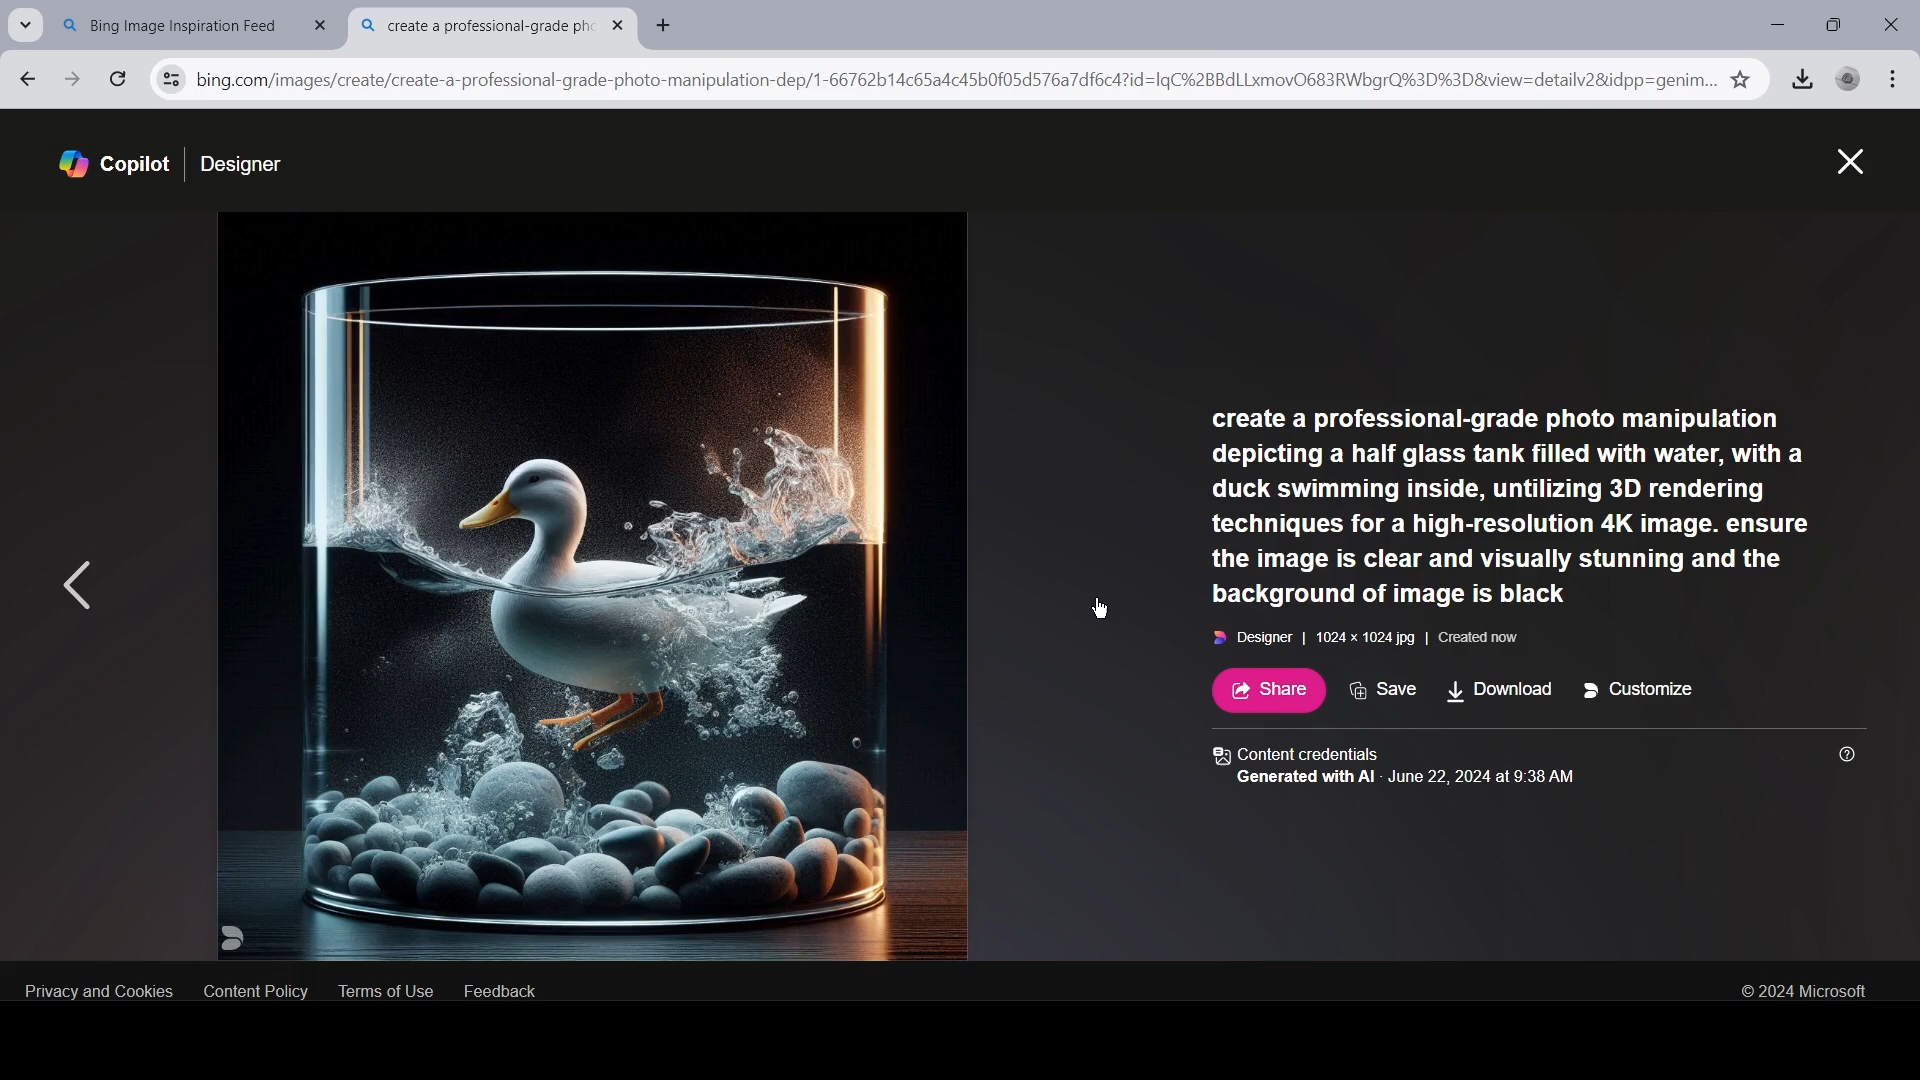 Bing Image Inspiration Feed
create a professional-grade pho
bing.com/images/create/create-a-professional-grade-photo-manipulation-dep/1-66762b14c65a4c45b0f05d576a7df6c4?id=lqC%2BBdLLxmovO683RWbgrQ%3D%3D&view=detailv2&idpp=genim...
Copilot | Designer
create a professional-grade photo manipulation
depicting a half glass tank filled with water, with a
duck swimming inside, untilizing 3D rendering
techniques for a high-resolution 4K image. ensure
the image is clear and visually stunning and the
background of image is black
Designer | 1024 × 1024 jpg | Created now
Share Save Download Customize
Content credentials
Generated with AI · June 22, 2024 at 9:38 AM
Privacy and Cookies Content Policy Terms of Use Feedback © 2024 Microsoft